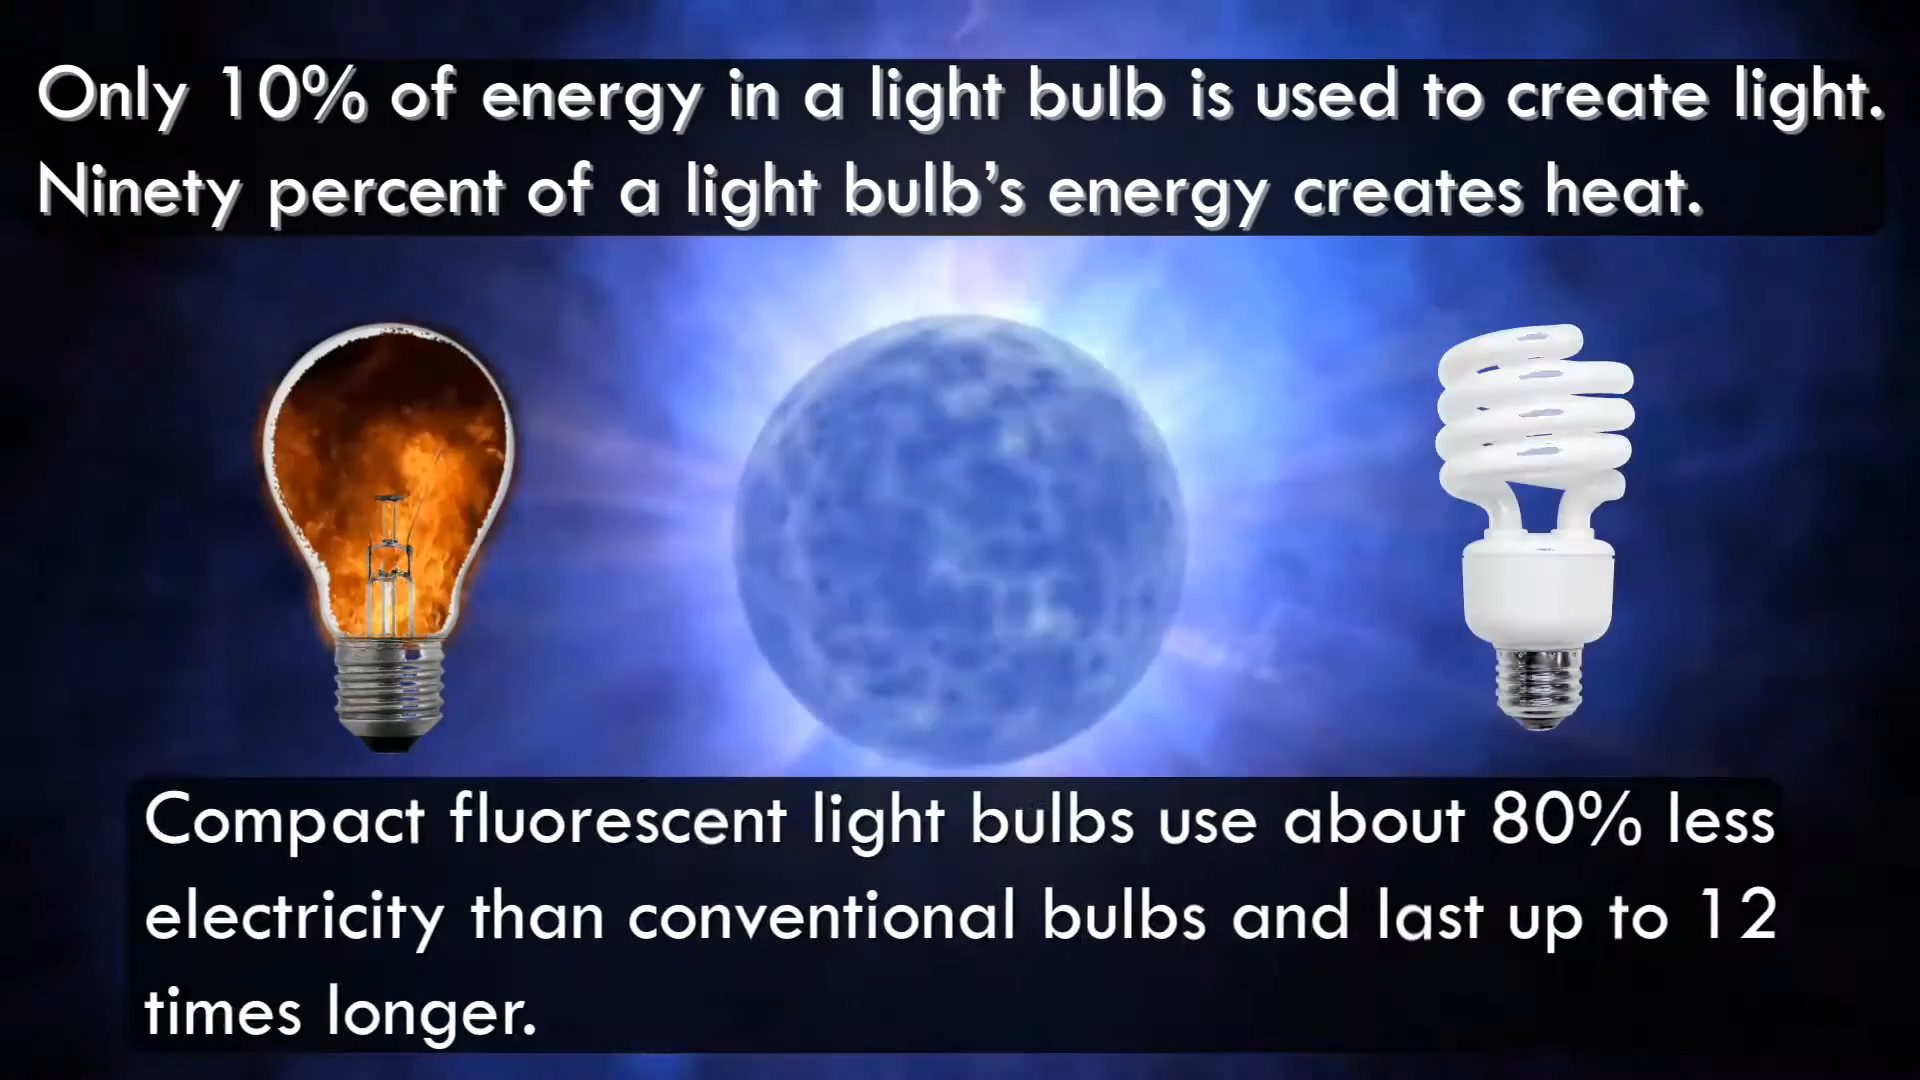 Only 10% of energy in a light bulb is used to create light.
Ninety percent of a light bulb’s energy creates heat.
Compact fluorescent light bulbs use about 80% less
electricity than conventional bulbs and last up to 12
times longer.